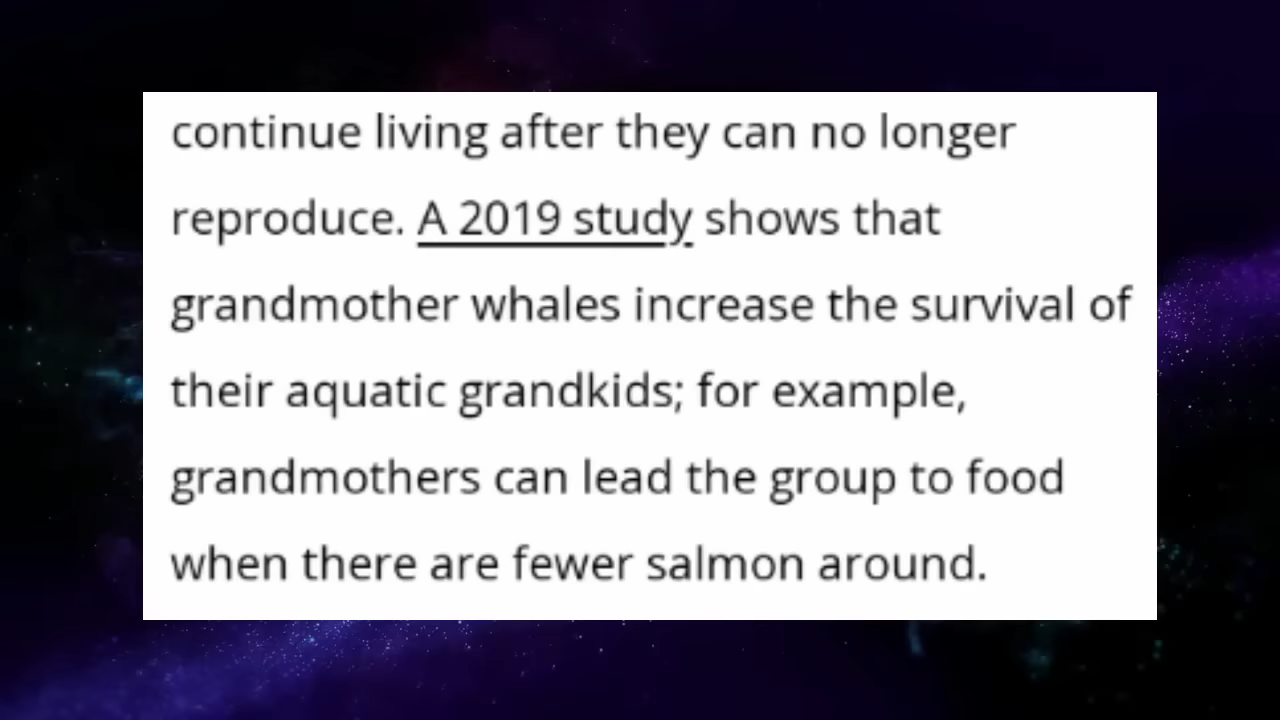 continue living after they can no longer
reproduce. A 2019 study shows that
grandmother whales increase the survival of
their aquatic grandkids; for example,
grandmothers can lead the group to food
when there are fewer salmon around.